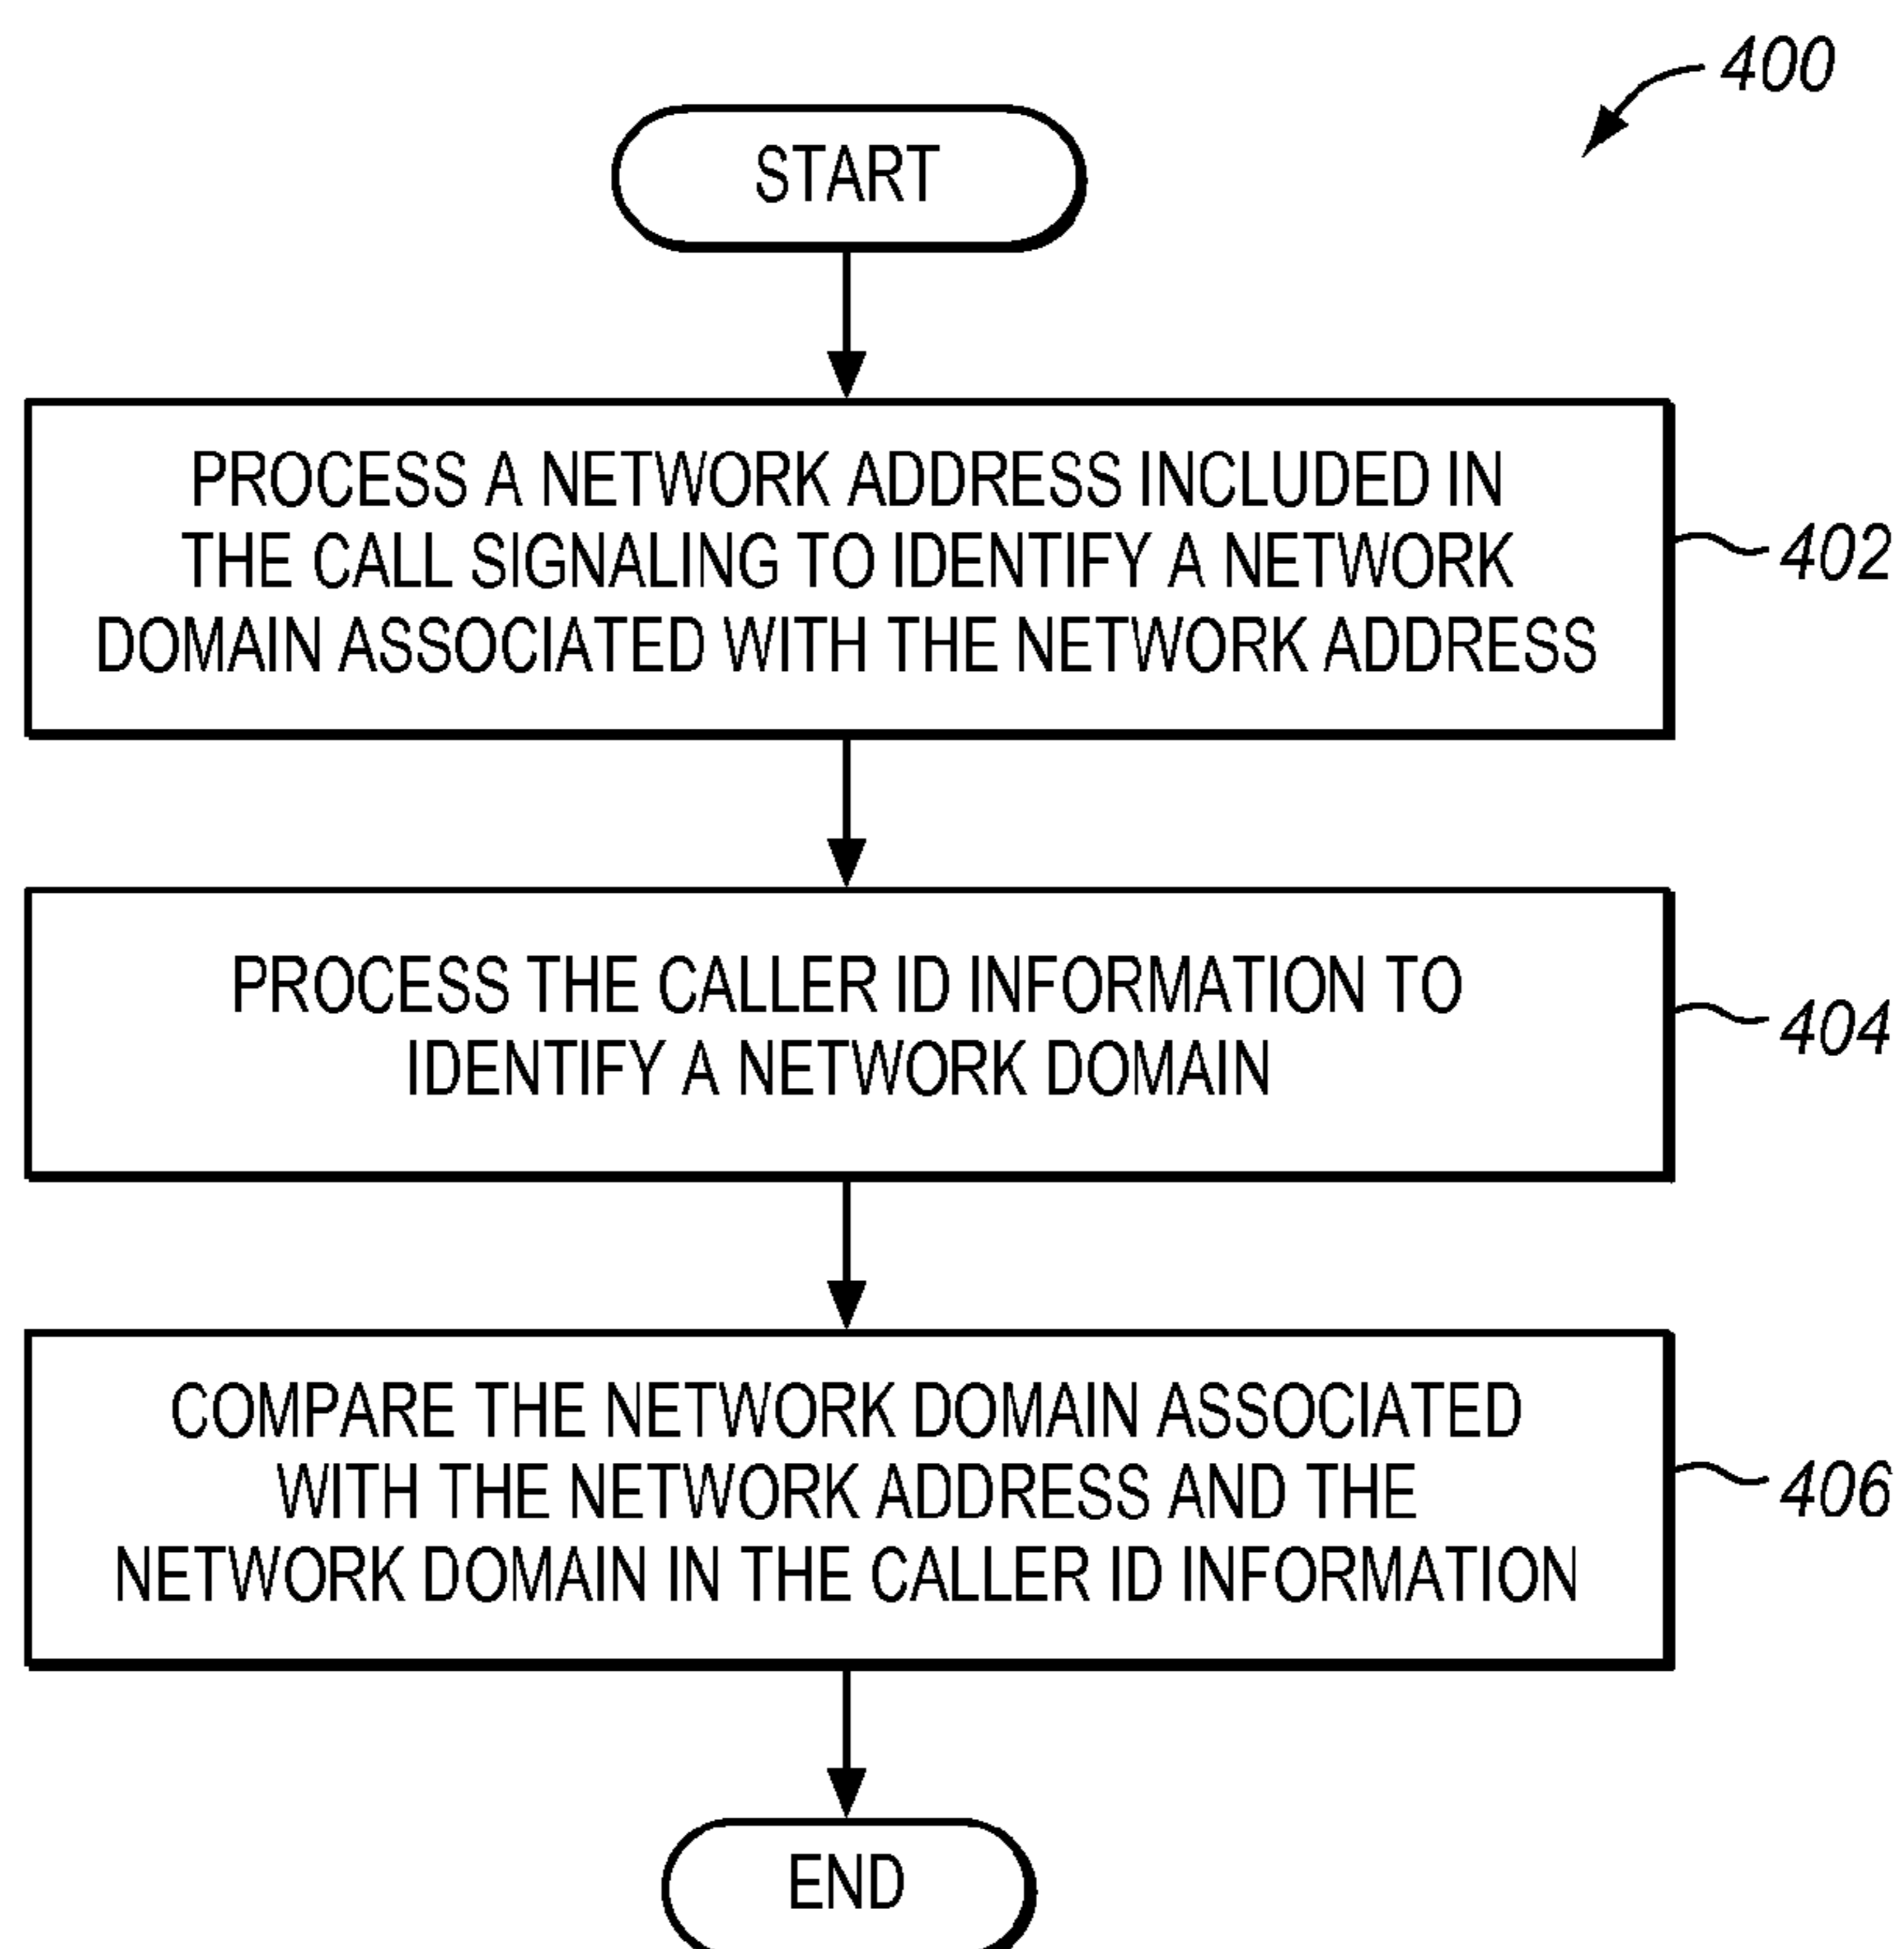 400
START
PROCESS A NETWORK ADDRESS INCLUDED IN
THE CALL SIGNALING TO IDENTIFY A NETWORK
DOMAIN ASSOCIATED WITH THE NETWORK ADDRESS
402
PROCESS THE CALLER ID INFORMATION TO
IDENTIFY A NETWORK DOMAIN
404
COMPARE THE NETWORK DOMAIN ASSOCIATED
WITH THE NETWORK ADDRESS AND THE
NETWORK DOMAIN IN THE CALLER ID INFORMATION
406
END